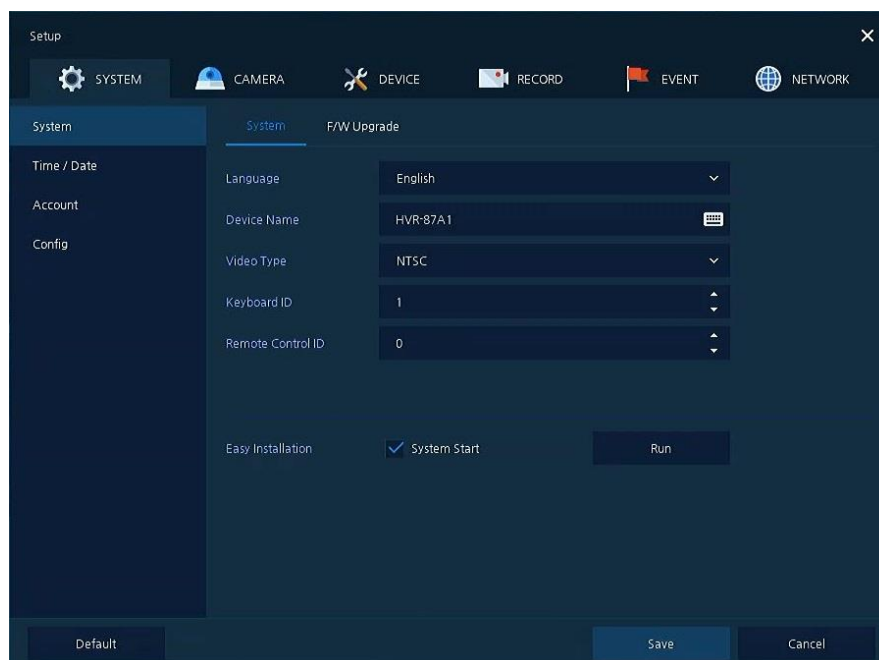 Setup
SYSTEM CAMERA DEVICE RECORD EVENT NETWORK
System
Time / Date
Account
Config
System F/W Upgrade
Language English
Device Name HVR-87A1
Video Type NTSC
Keyboard ID 1
Remote Control ID 0
Easy Installation System Start Run
Default Save Cancel